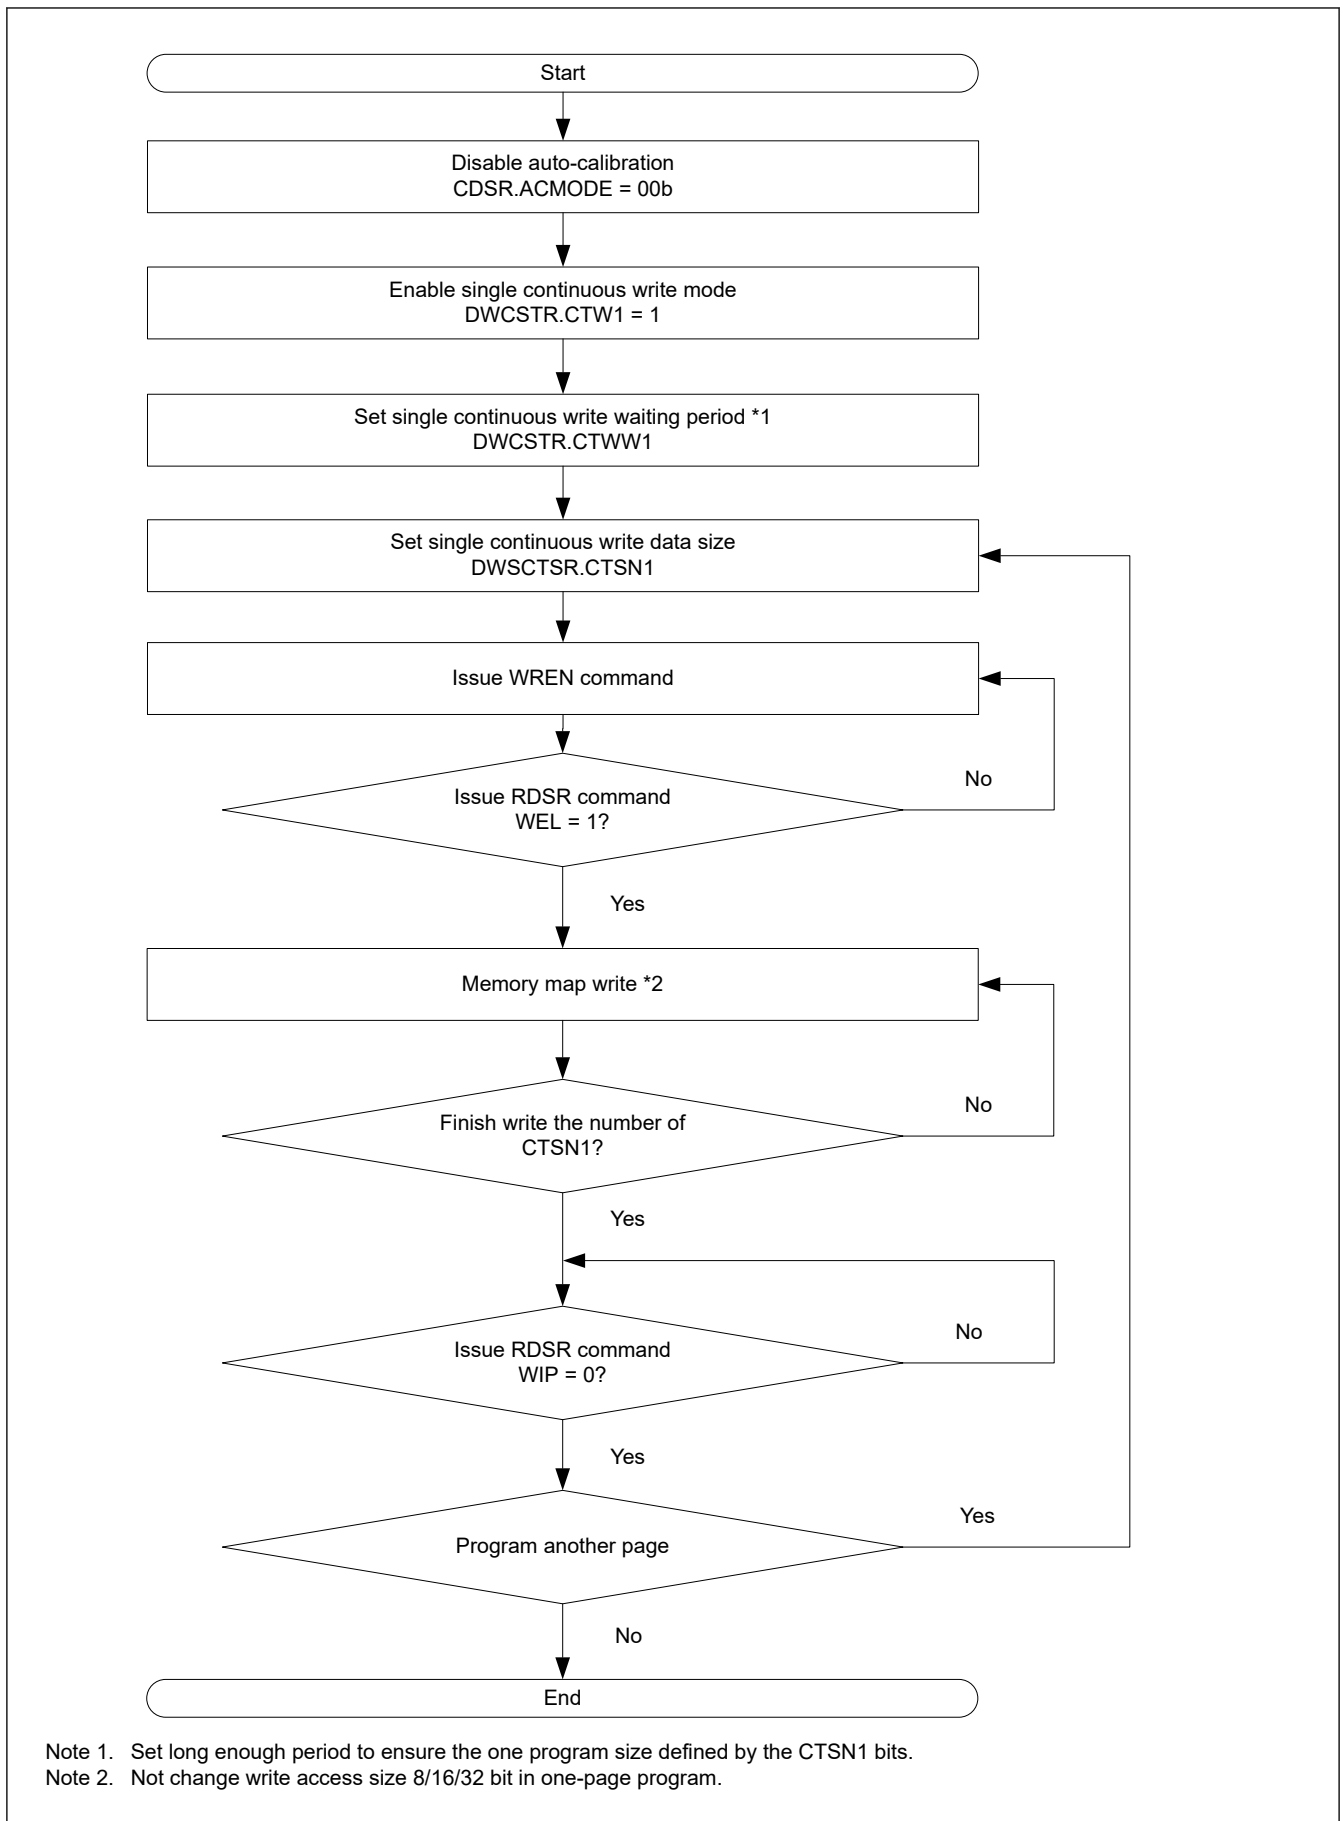 Start
Disable auto-calibration
CDSR.ACMODE = 00b
Enable single continuous write mode
DWCSTR.CTW1 = 1
Set single continuous write waiting period *1
DWCSTR.CTWW1
Set single continuous write data size
DWSCTSR.CTSN1
Issue WREN command
No
Issue RDSR command
WEL = 1?
Yes
Memory map write *2
No
Finish write the number of
CTSN1?
Yes
No
Issue RDSR command
WIP = 0?
Yes
Yes
Program another page
No
End
Note 1. Set long enough period to ensure the one program size defined by the CTSN1 bits.
Note 2. Not change write access size 8/16/32 bit in one-page program.